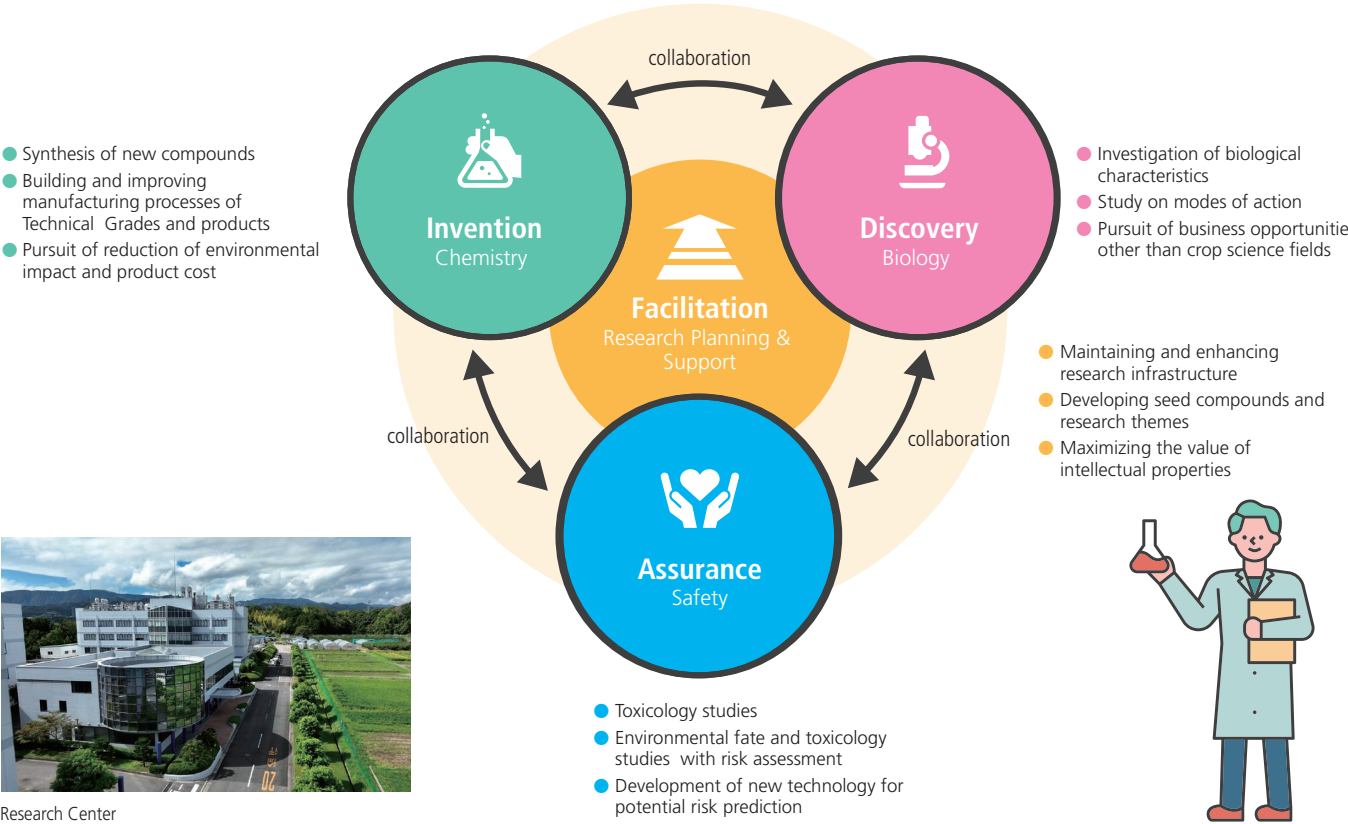 collaboration
Synthesis of new compounds
Building and improving
manufacturing processes of
Technical Grades and products
Pursuit of reduction of environmental
impact and product cost
Invention
Chemistry
Discovery
Biology
Investigation of biological
characteristics
Study on modes of action
Pursuit of business opportunitie
other than crop science fields
Facilitation
Research Planning &
Support
Maintaining and enhancing
research infrastructure
Developing seed compounds and
research themes
Maximizing the value of
intellectual properties
collaboration
collaboration
Assurance
Safety
Toxicology studies
Environmental fate and toxicology
studies with risk assessment
Development of new technology for
potential risk prediction
20
Research Center